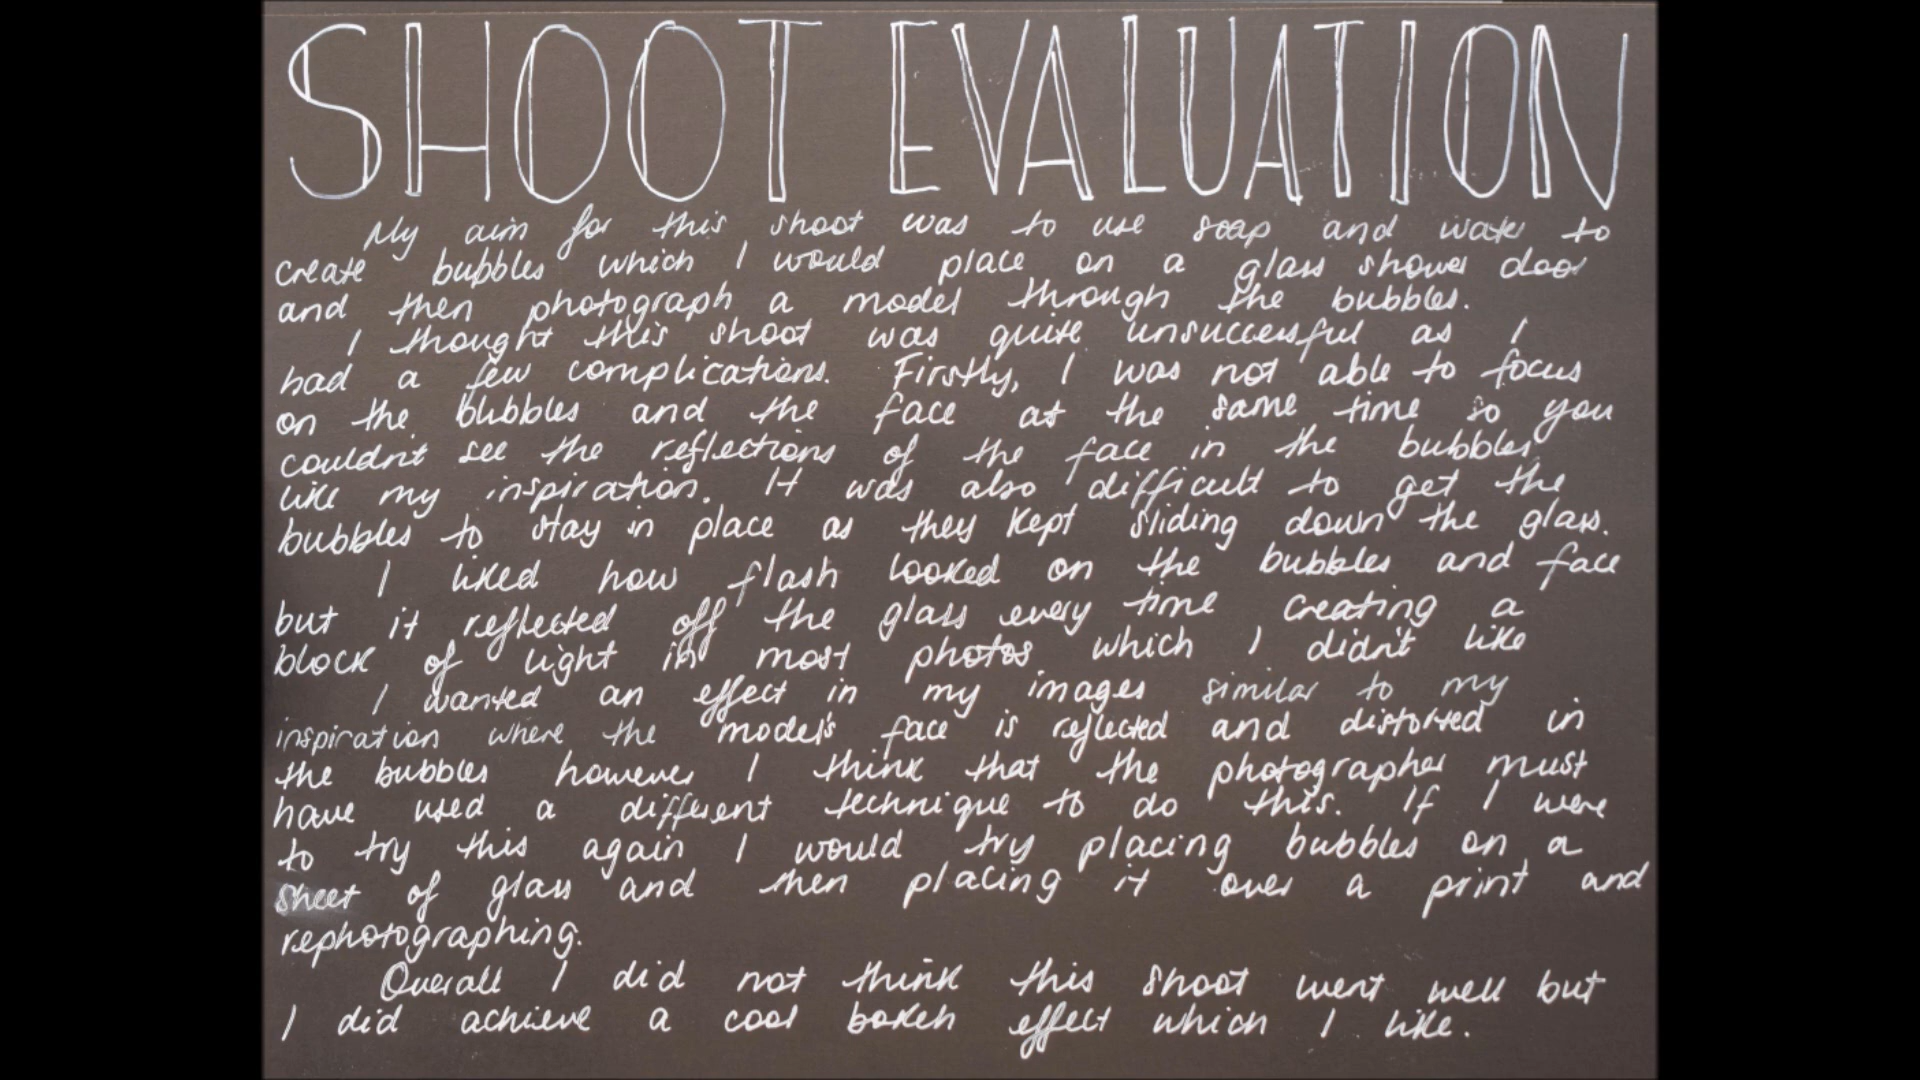 SHOOT EVALUATION
My aim for this shoot was to use soap and water to
create bubbles which I would place on a glass shower door
and then photograph a model through the bubbles.
I thought this shoot was quite unsuccessful as I
had a few complications. Firstly, I was not able to focus
on the blubbles and the face at the same time so you
couldn't see the reflections of the face in the bubbles
like my inspiration. It was also difficult to get the
bubbles to stay in place as they kept sliding down the glass.
I liked how flash looked on the bubbles and face
but it reflected off the glass every time creating a
block of light in most photos which I didn't like
I wanted an effect in my images similar to my
inspiration where the model's face is reflected and distorted in
the bubbles however I think that the photographer must
have used a different technique to do this. If I were
to try this again I would try placing bubbles on a
sheet of glass and then placing it over a print and
rephotographing.
Overall I did not think this shoot went well but
I did achieve a cool bokeh effect which I like.